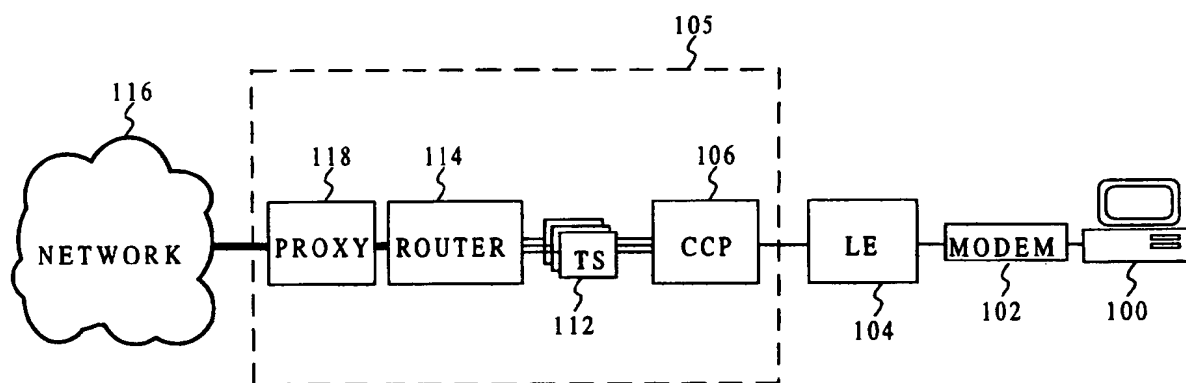 105
116
118
114
106
NETWORK
PROXY
ROUTER
TS
CCP
LE
MODEM
112
104
102
100